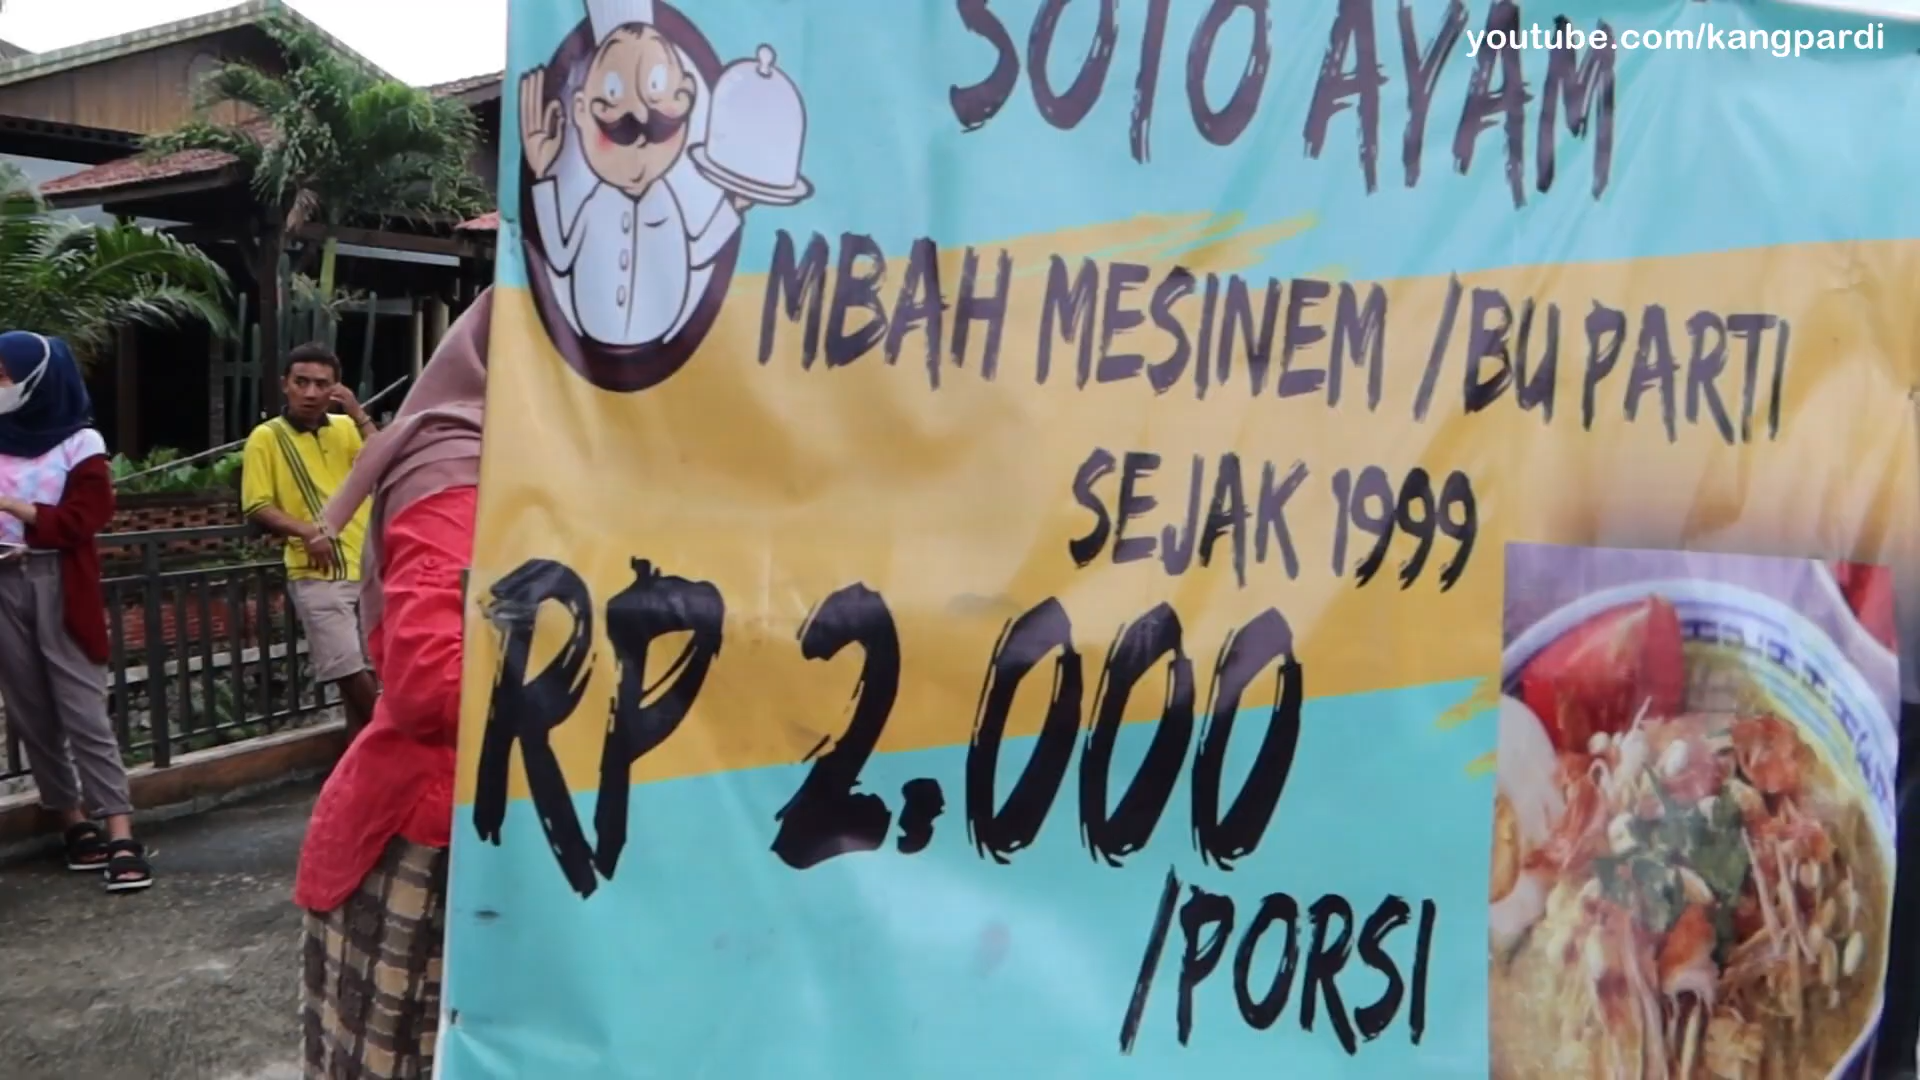 youtube.com/kangpardi
SOTO AYAM
MBAH MESINEM /BU PARTI
SEJAK 1999
RP 2.000
/PORSI